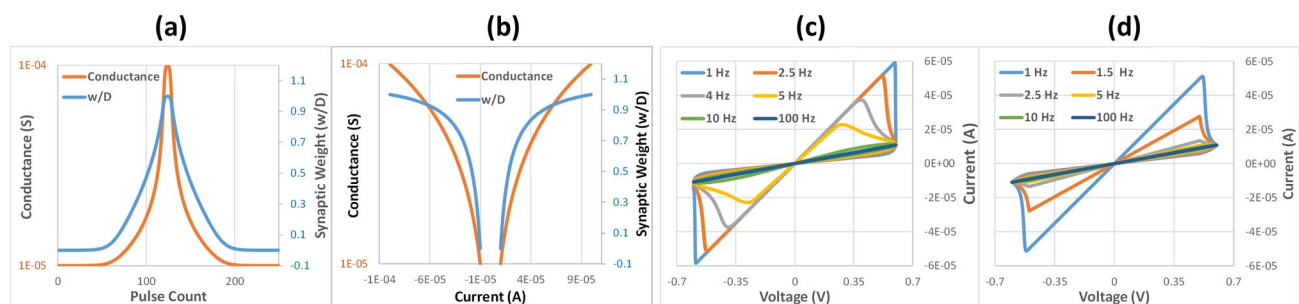 (a)
(b)
(c)
(d)
1E-04
1E-05
Conductance (S)
Conductance
w/D
1.1
0.9
0.7
0.5
0.3
0.1
-0.1
Synaptic Weight (w/D)
0
100
200
Pulse Count
1E-04
1E-05
Conductance (S)
Conductance
w/D
1.1
0.9
0.7
0.5
0.3
0.1
-0.1
Synaptic Weight (w/D)
-1E-04
-6E-05
-1E-05
4E-05
9E-05
Current (A)
1 Hz
2.5 Hz
4 Hz
5 Hz
10 Hz
100 Hz
6E-05
4E-05
2E-05
0E+00
-2E-05
-4E-05
-6E-05
Current (A)
-0.7
-0.35
0
0.35
0.7
Voltage (V)
1 Hz
1.5 Hz
2.5 Hz
5 Hz
10 Hz
100 Hz
6E-05
4E-05
2E-05
0E+00
-2E-05
-4E-05
-6E-05
Current (A)
-0.7
-0.35
0
0.35
0.7
Voltage (V)